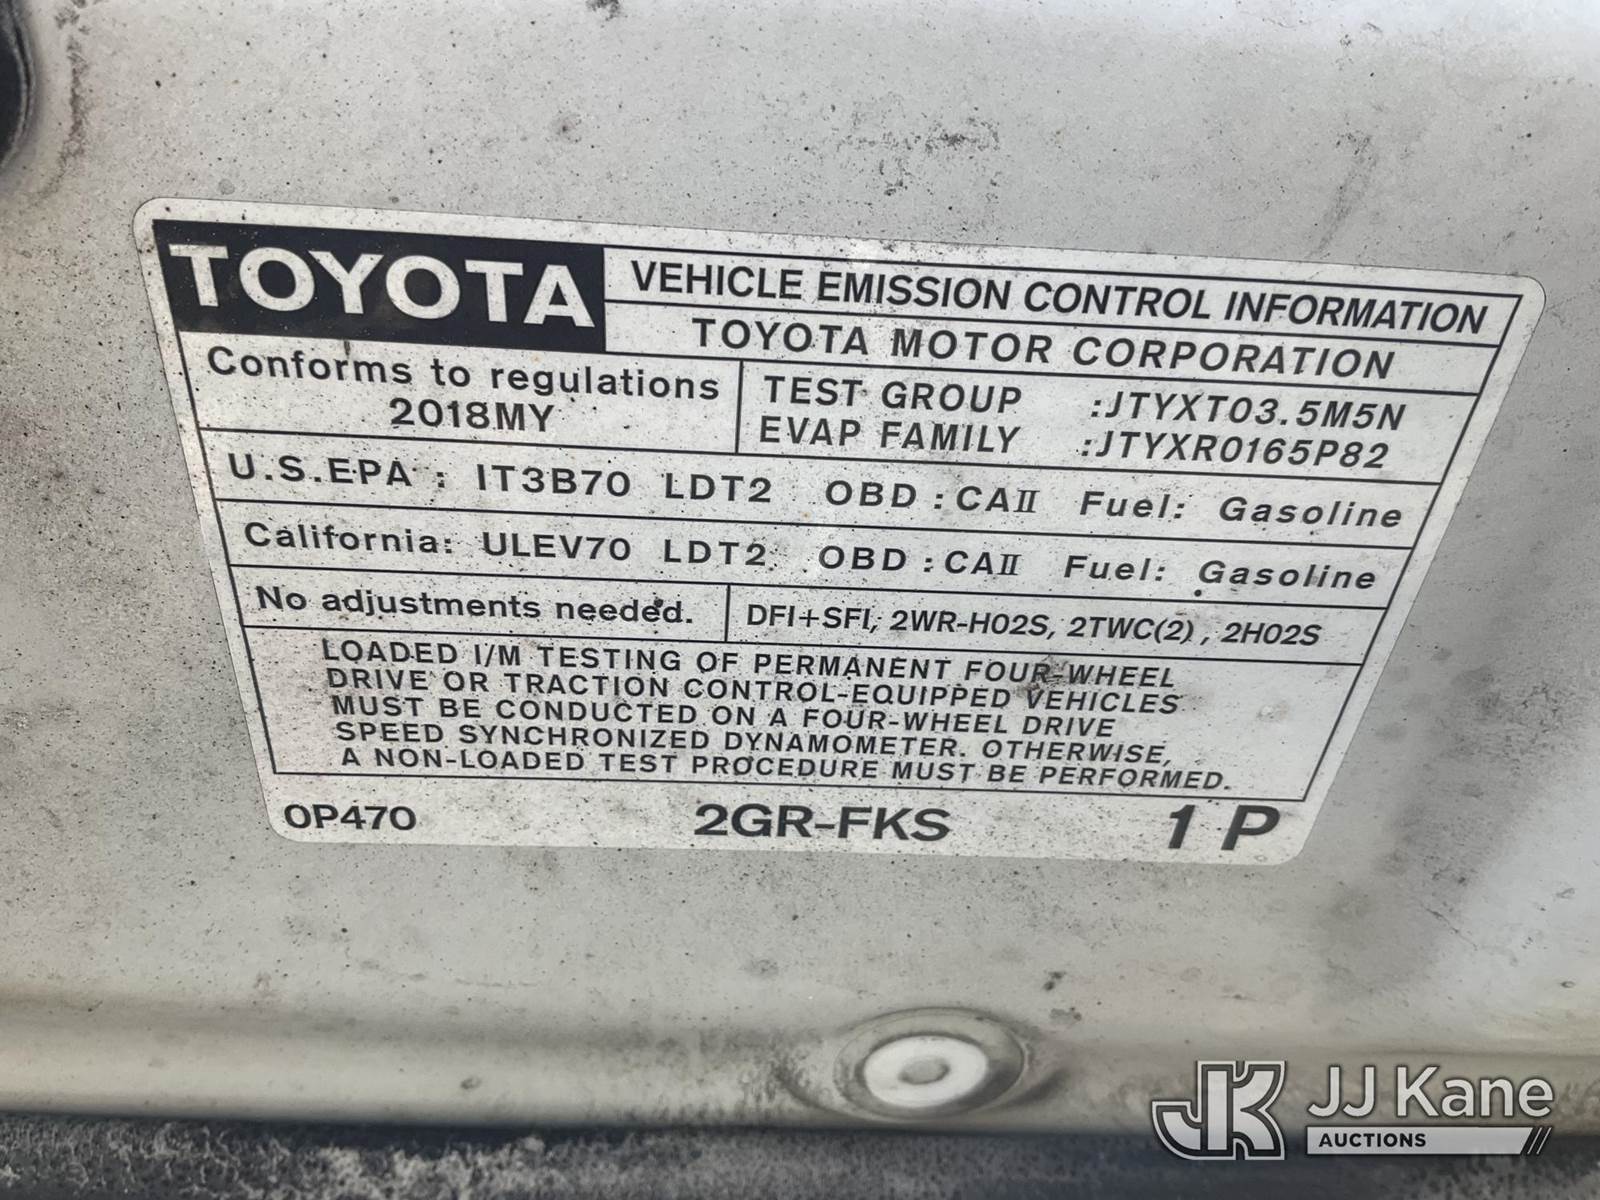 TOYOTA
VEHICLE EMISSION CONTROL INFORMATION
TOYOTA MOTOR CORPORATION
Conforms to regulations
2018MY
TEST GROUP :JTYXT03.5M5N
EVAP FAMILY :JTYXR0165P82
U.S.EPA : IT3B70 LDT2 OBD : CAII Fuel: Gasoline
California: ULEV70 LDT2 OBD : CAII Fuel: Gasoline
No adjustments needed.
DFI+SFI, 2WR-HO2S, 2TWC(2) , 2HO2S
LOADED I/M TESTING OF PERMANENT FOUR-WHEEL
DRIVE OR TRACTION CONTROL-EQUIPPED VEHICLES
MUST BE CONDUCTED ON A FOUR-WHEEL DRIVE
SPEED SYNCHRONIZED DYNAMOMETER. OTHERWISE,
A NON-LOADED TEST PROCEDURE MUST BE PERFORMED.
0P470 2GR-FKS 1 P
JK JJ Kane
AUCTIONS